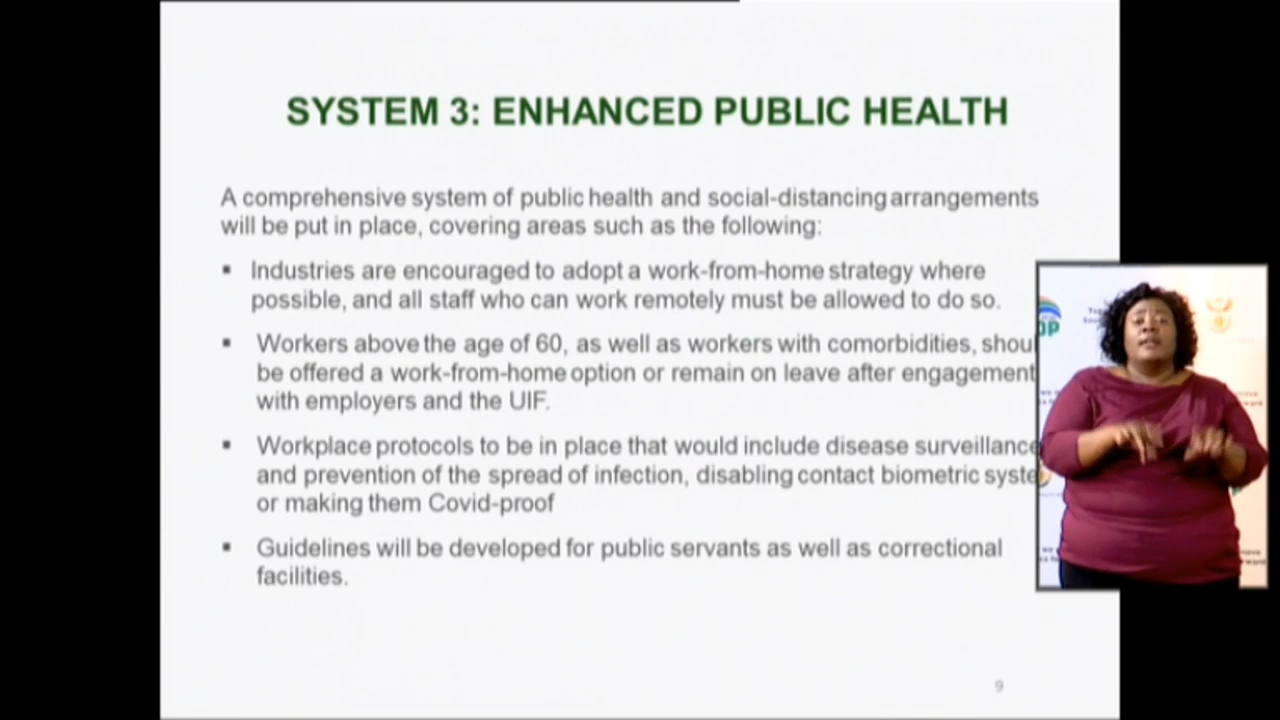 SYSTEM 3: ENHANCED PUBLIC HEALTH
A comprehensive system of public health and social-distancing arrangements
will be put in place, covering areas such as the following:
▪ Industries are encouraged to adopt a work-from-home strategy where
possible, and all staff who can work remotely must be allowed to do so.
▪ Workers above the age of 60, as well as workers with comorbidities, shoul
be offered a work-from-home option or remain on leave after engagement
with employers and the UIF.
▪ Workplace protocols to be in place that would include disease surveillance
and prevention of the spread of infection, disabling contact biometric syste
or making them Covid-proof
▪ Guidelines will be developed for public servants as well as correctional
facilities.
9